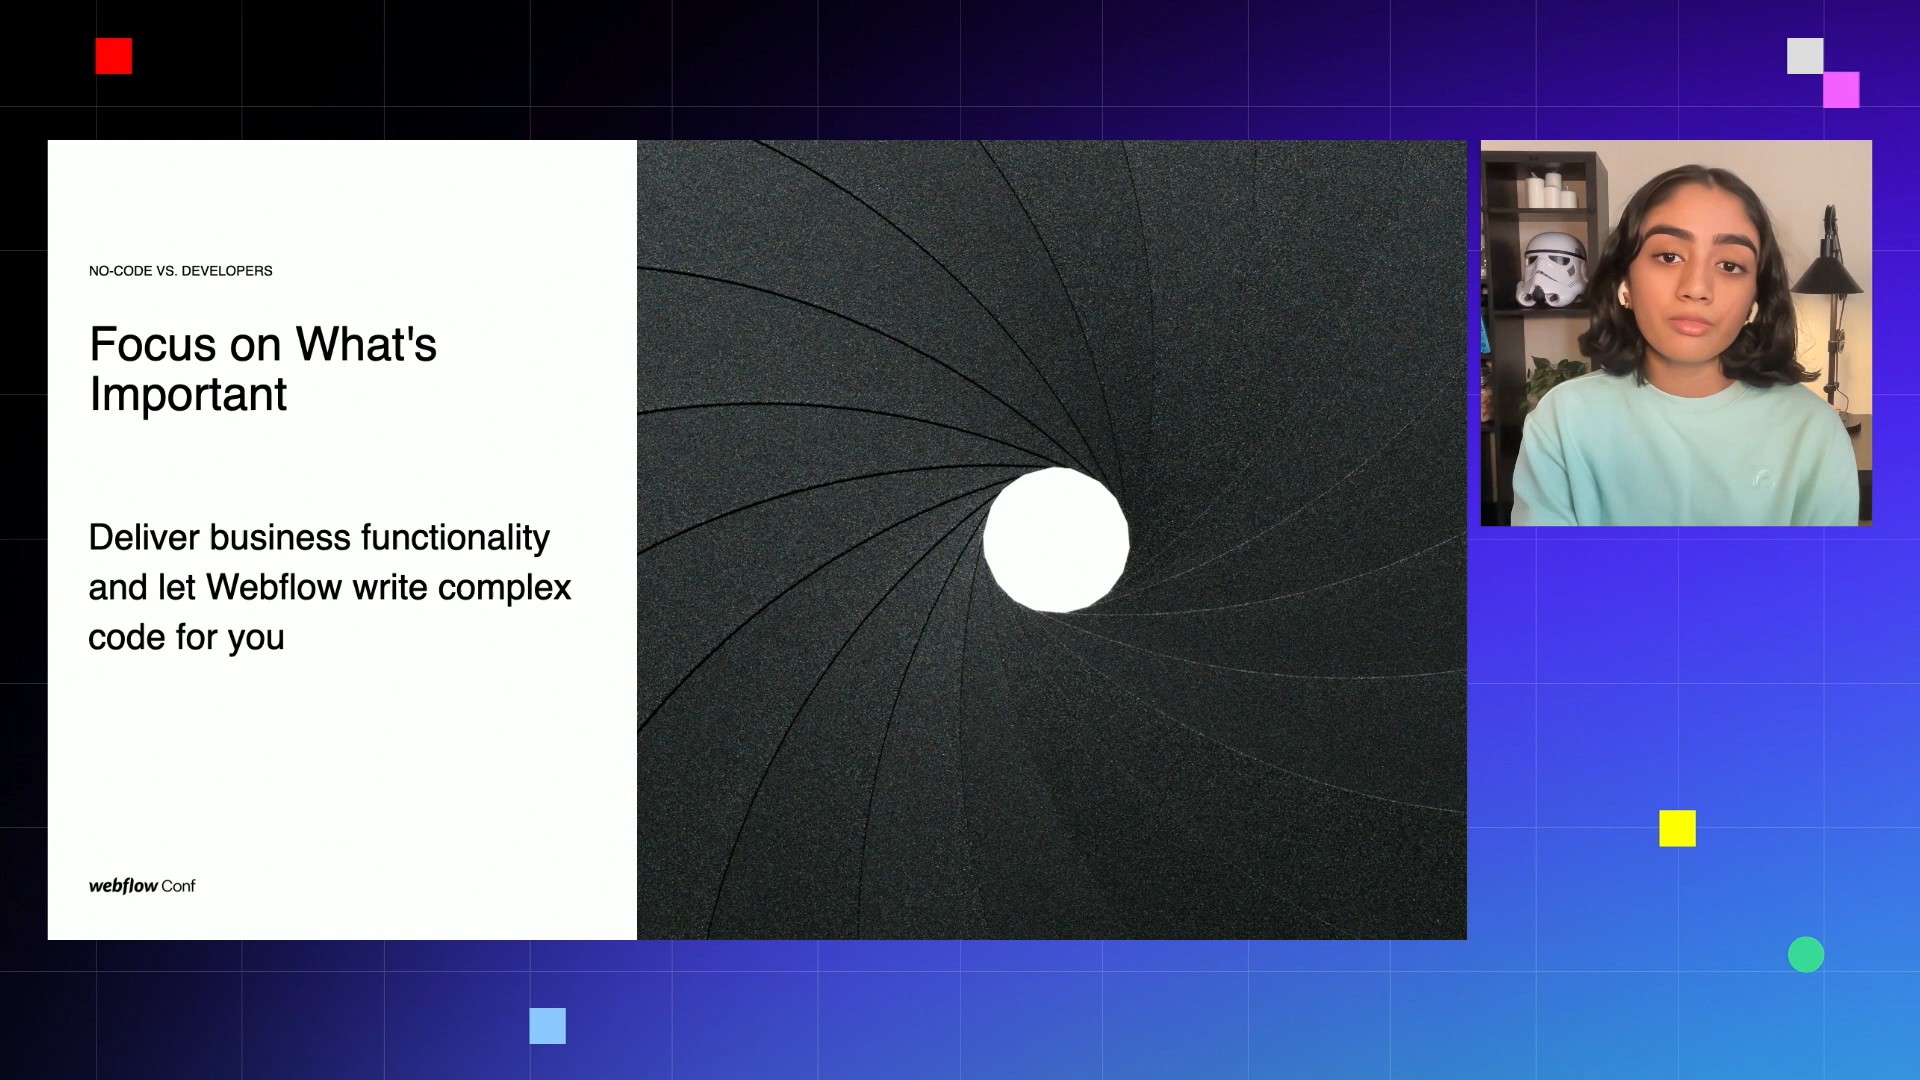 NO-CODE VS. DEVELOPERS
Focus on What's
Important
Deliver business functionality
and let Webflow write complex
code for you
webflow Conf